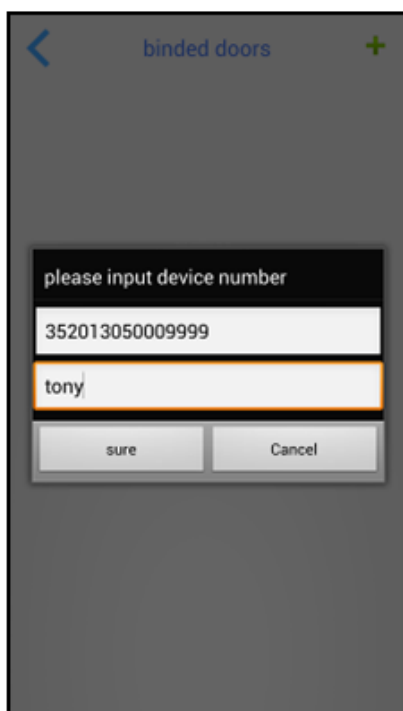 binded doors
please input device number
352013050009999
tony
sure Cancel